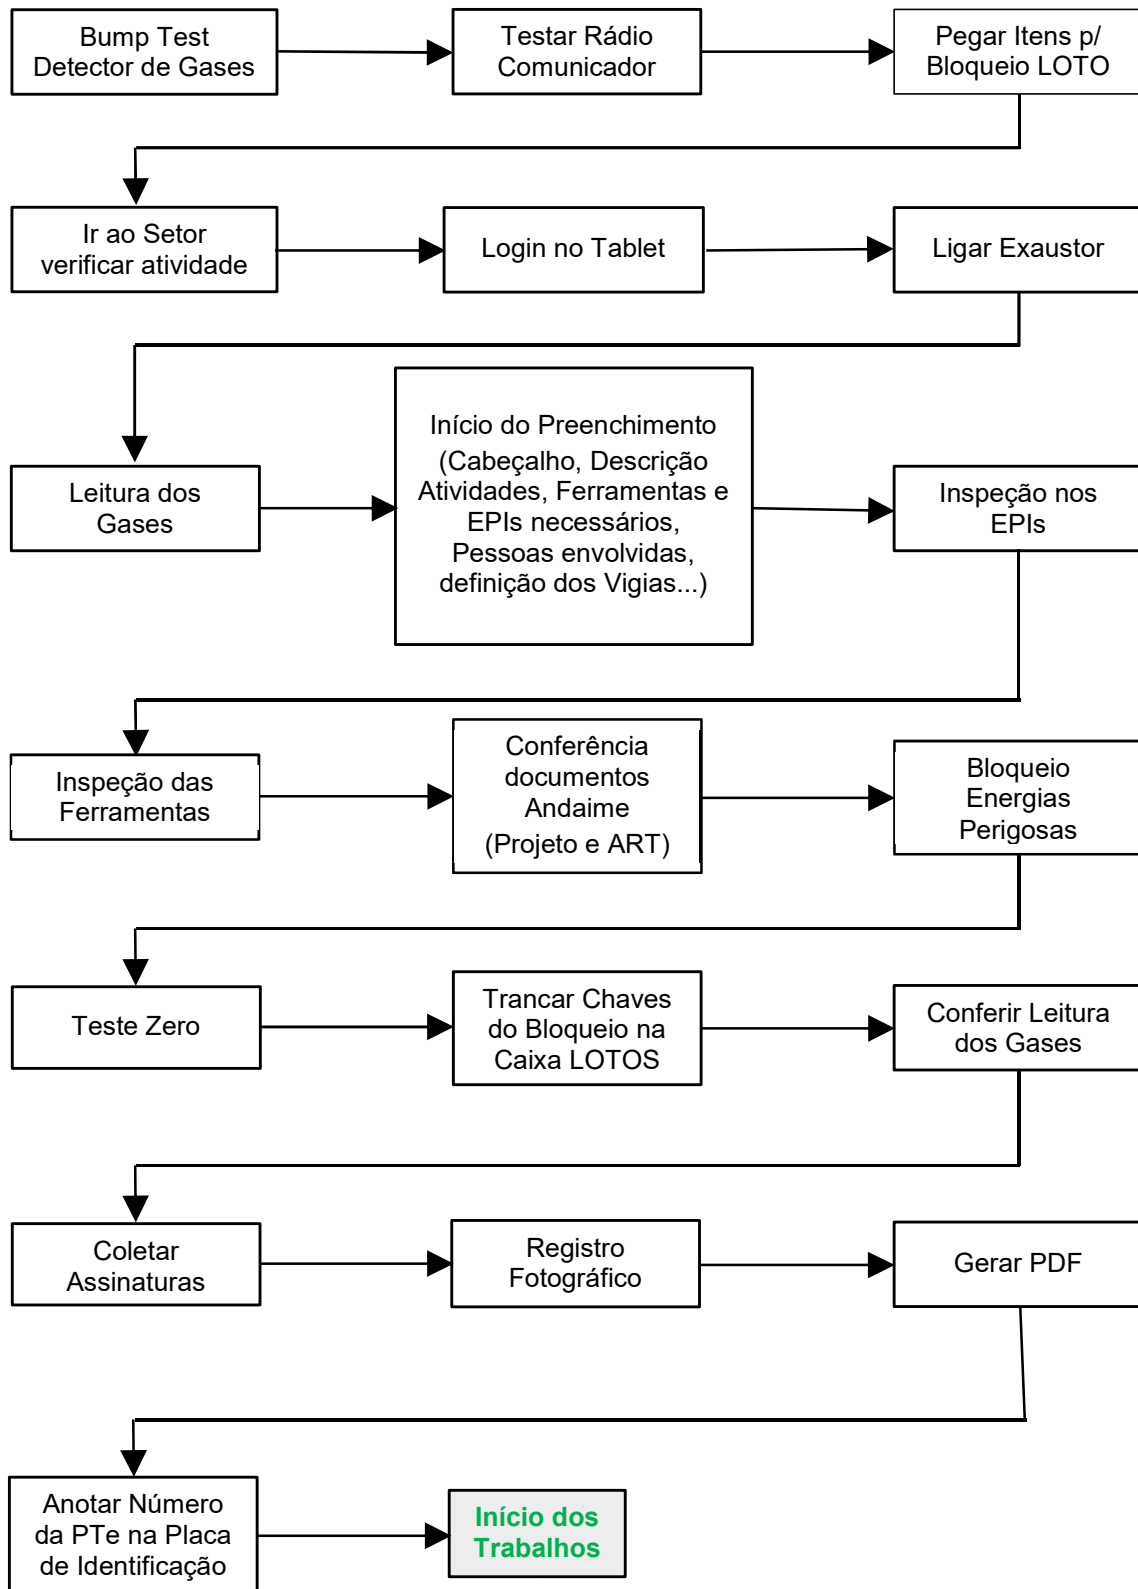 Bump Test
Detector de Gases
Testar Rádio
Comunicador
Pegar Itens p/
Bloqueio LOTO
Ir ao Setor
verificar atividade
Login no Tablet
Ligar Exaustor
Leitura dos
Gases
Início do Preenchimento
(Cabeçalho, Descrição
Atividades, Ferramentas e
EPIs necessários,
Pessoas envolvidas,
definição dos Vigias...)
Inspeção nos
EPIs
Inspeção das
Ferramentas
Conferência
documentos
Andaime
(Projeto e ART)
Bloqueio
Energias
Perigosas
Teste Zero
Trancar Chaves
do Bloqueio na
Caixa LOTOS
Conferir Leitura
dos Gases
Coletar
Assinaturas
Registro
Fotográfico
Gerar PDF
Anotar Número
da PTe na Placa
de Identificação
Início dos
Trabalhos